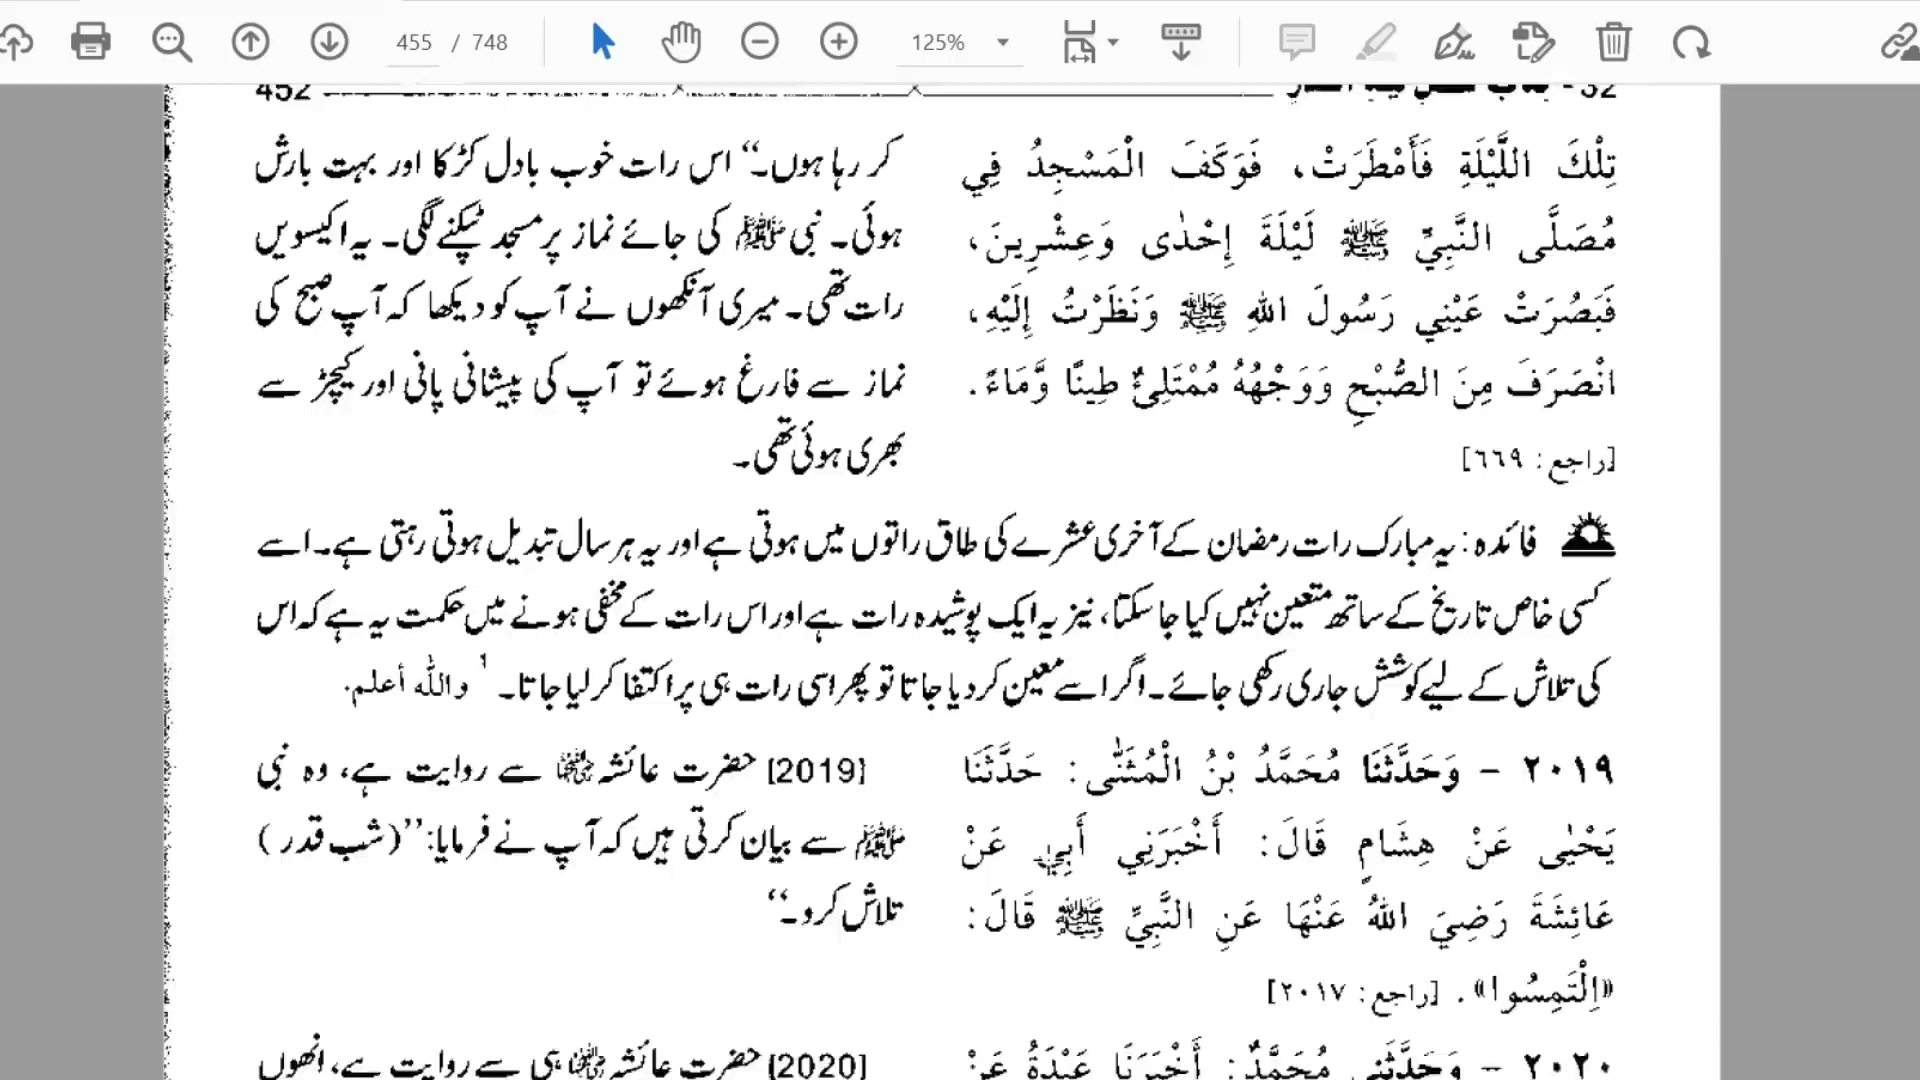 455 / 748 125%
452
تِلْكَ اللَّيْلَةِ فَأَمْطَرَتْ، فَوَكَفَ الْمَسْجِدُ فِي
مُصَلَّى النَّبِيِّ ﷺ لَيْلَةَ إِحْدٰى وَعِشْرِينَ،
فَبَصُرَتْ عَيْنِي رَسُولَ اللهِ ﷺ وَنَظَرْتُ إِلَيْهِ،
انْصَرَفَ مِنَ الصُّبْحِ وَوَجْهُهُ مُمْتَلِىٌٔ طِينًا وَّمَاءً.
[راجع: ٦٦٩]
کر رہا ہوں۔‘‘ اس رات خوب بادل کڑکا اور بہت بارش
ہوئی۔ نبی ﷺ کی جائے نماز پر مسجد ٹپکنے لگی۔ یہ اکیسویں
رات تھی۔ میری آنکھوں نے آپ کو دیکھا کہ آپ صبح کی
نماز سے فارغ ہوئے تو آپ کی پیشانی پانی اور کیچڑ سے
بھری ہوئی تھی۔
فائدہ: یہ مبارک رات رمضان کے آخری عشرے کی طاق راتوں میں ہوتی ہے اور یہ ہر سال تبدیل ہوتی رہتی ہے۔ اسے
کسی خاص تاریخ کے ساتھ متعین نہیں کیا جا سکتا، نیز یہ ایک پوشیدہ رات ہے اور اس رات کے مخفی ہونے میں حکمت یہ ہے کہ اس
کی تلاش کے لیے کوشش جاری رکھی جائے۔ اگر اسے معین کر دیا جاتا تو پھر اسی رات ہی پر اکتفا کر لیا جاتا۔ ¹ واللّٰه أعلم.
٢٠١٩ - وَحَدَّثَنَا مُحَمَّدُ بْنُ الْمُثَنّٰى: حَدَّثَنَا
يَحْيٰى عَنْ هِشَامٍ قَالَ: أَخْبَرَنِي أَبِي عَنْ
عَائِشَةَ رَضِيَ اللهُ عَنْهَا عَنِ النَّبِيِّ ﷺ قَالَ:
«اِلْتَمِسُوا». [راجع: ٢٠١٧]
[2019] حضرت عائشہ ؓ سے روایت ہے، وہ نبی
ﷺ سے بیان کرتی ہیں کہ آپ نے فرمایا: ’’(شب قدر)
تلاش کرو۔‘‘
٢٠٢٠ - وَحَدَّثَنِي مُحَمَّدٌ: أَخْبَرَنَا عَبْدَةُ عَنْ
[2020] حضرت عائشہ ؓ ہی سے روایت ہے، انھوں